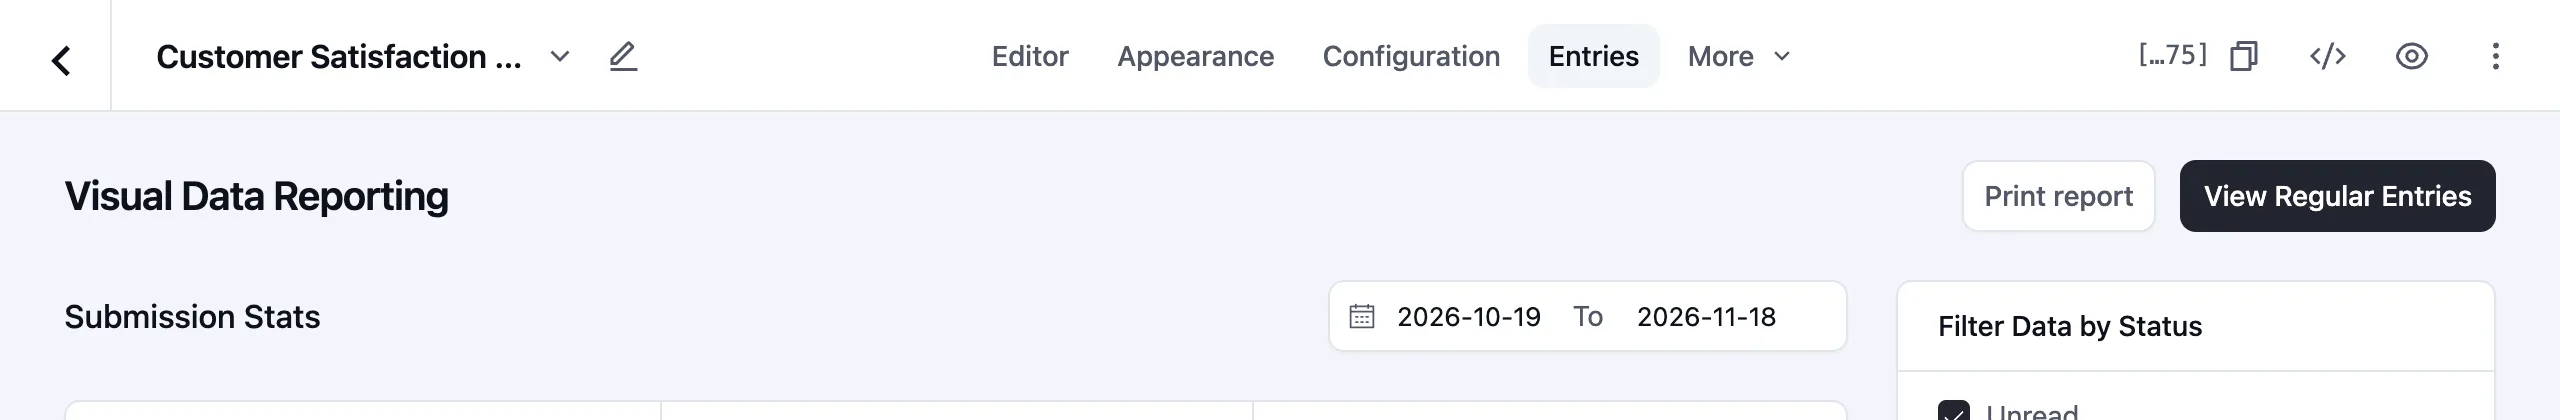 Customer Satisfaction ...
Editor Appearance Configuration Entries More
[...75]
Visual Data Reporting
Print report View Regular Entries
Submission Stats
2026-10-19 To 2026-11-18
Filter Data by Status
Unread